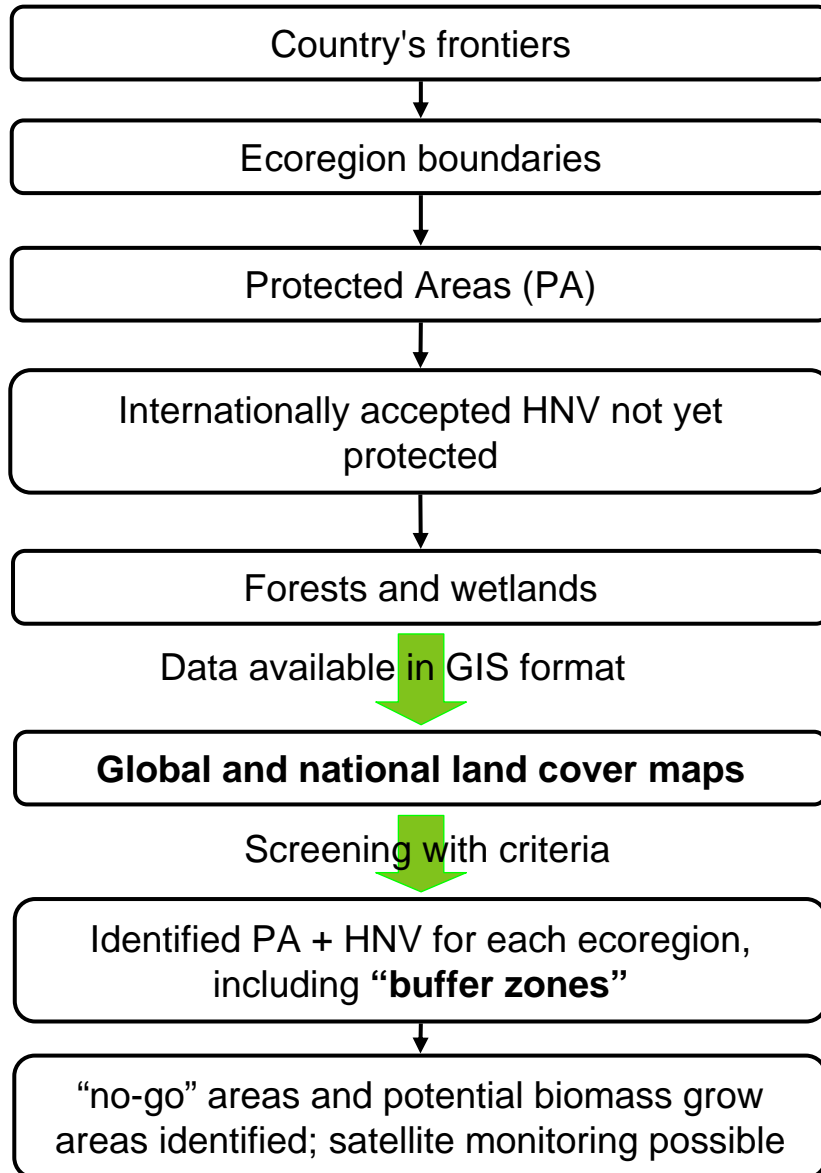 Country's frontiers
Ecoregion boundaries
Protected Areas (PA)
Internationally accepted HNV not yet
protected
Forests and wetlands
Data available in GIS format
Global and national land cover maps
Screening with criteria
Identified PA + HNV for each ecoregion,
including “buffer zones”
“no-go” areas and potential biomass grow
areas identified; satellite monitoring possible